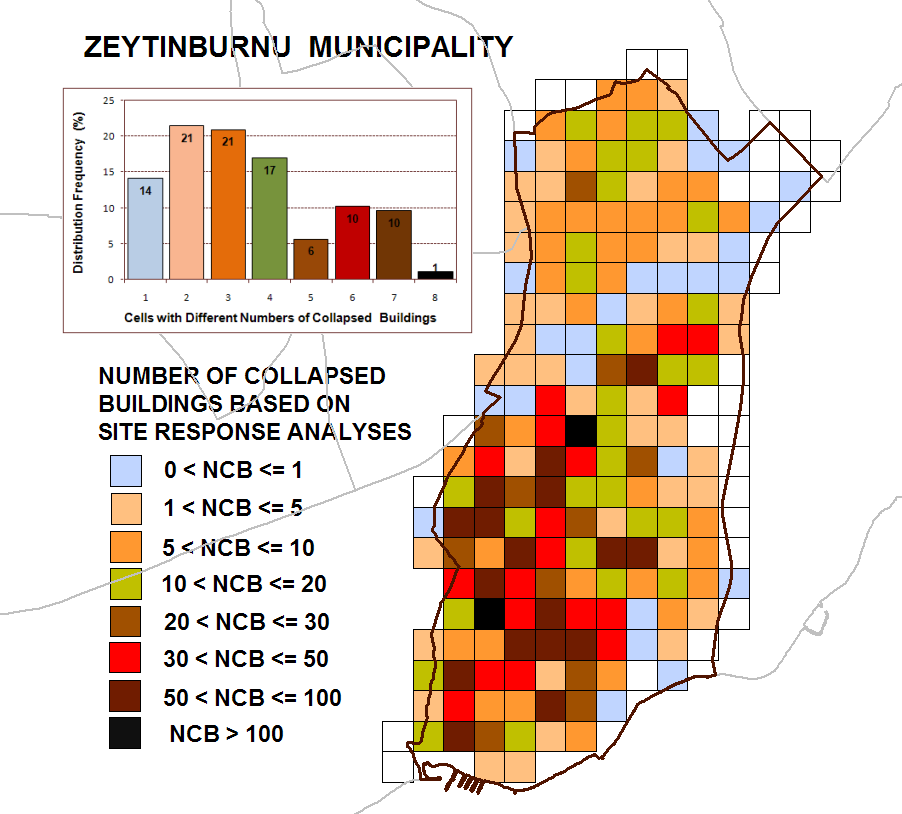 ZEYTINBURNU MUNICIPALITY
25
20
15
10
5
0
Distribution Frequency (%)
14
21
21
17
6
10
10
1
1 2 3 4 5 6 7 8
Cells with Different Numbers of Collapsed Buildings
NUMBER OF COLLAPSED
BUILDINGS BASED ON
SITE RESPONSE ANALYSES
0 < NCB <= 1
1 < NCB <= 5
5 < NCB <= 10
10 < NCB <= 20
20 < NCB <= 30
30 < NCB <= 50
50 < NCB <= 100
NCB > 100